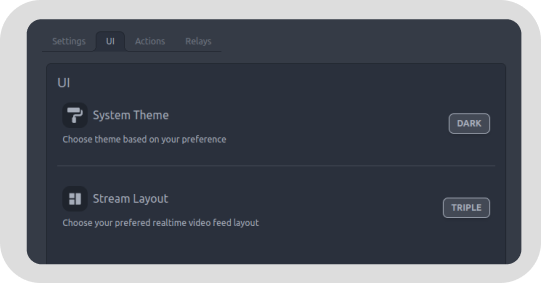 Settings UI Actions Relays
UI
System Theme
DARK
Choose theme based on your preference
Stream Layout
TRIPLE
Choose your prefered realtime video feed layout